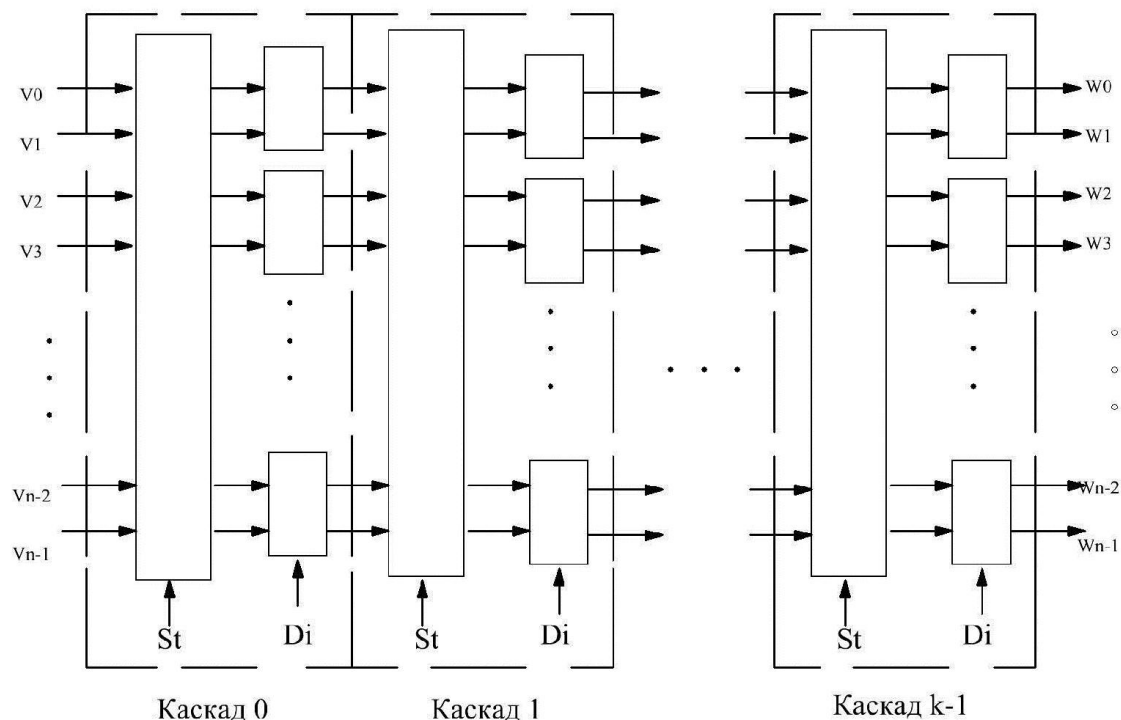 V0
W0
V1
W1
V2
W2
V3
W3
Vn-2
Wn-2
Vn-1
Wn-1
St Di St Di St Di
Каскад 0 Каскад 1 Каскад k-1